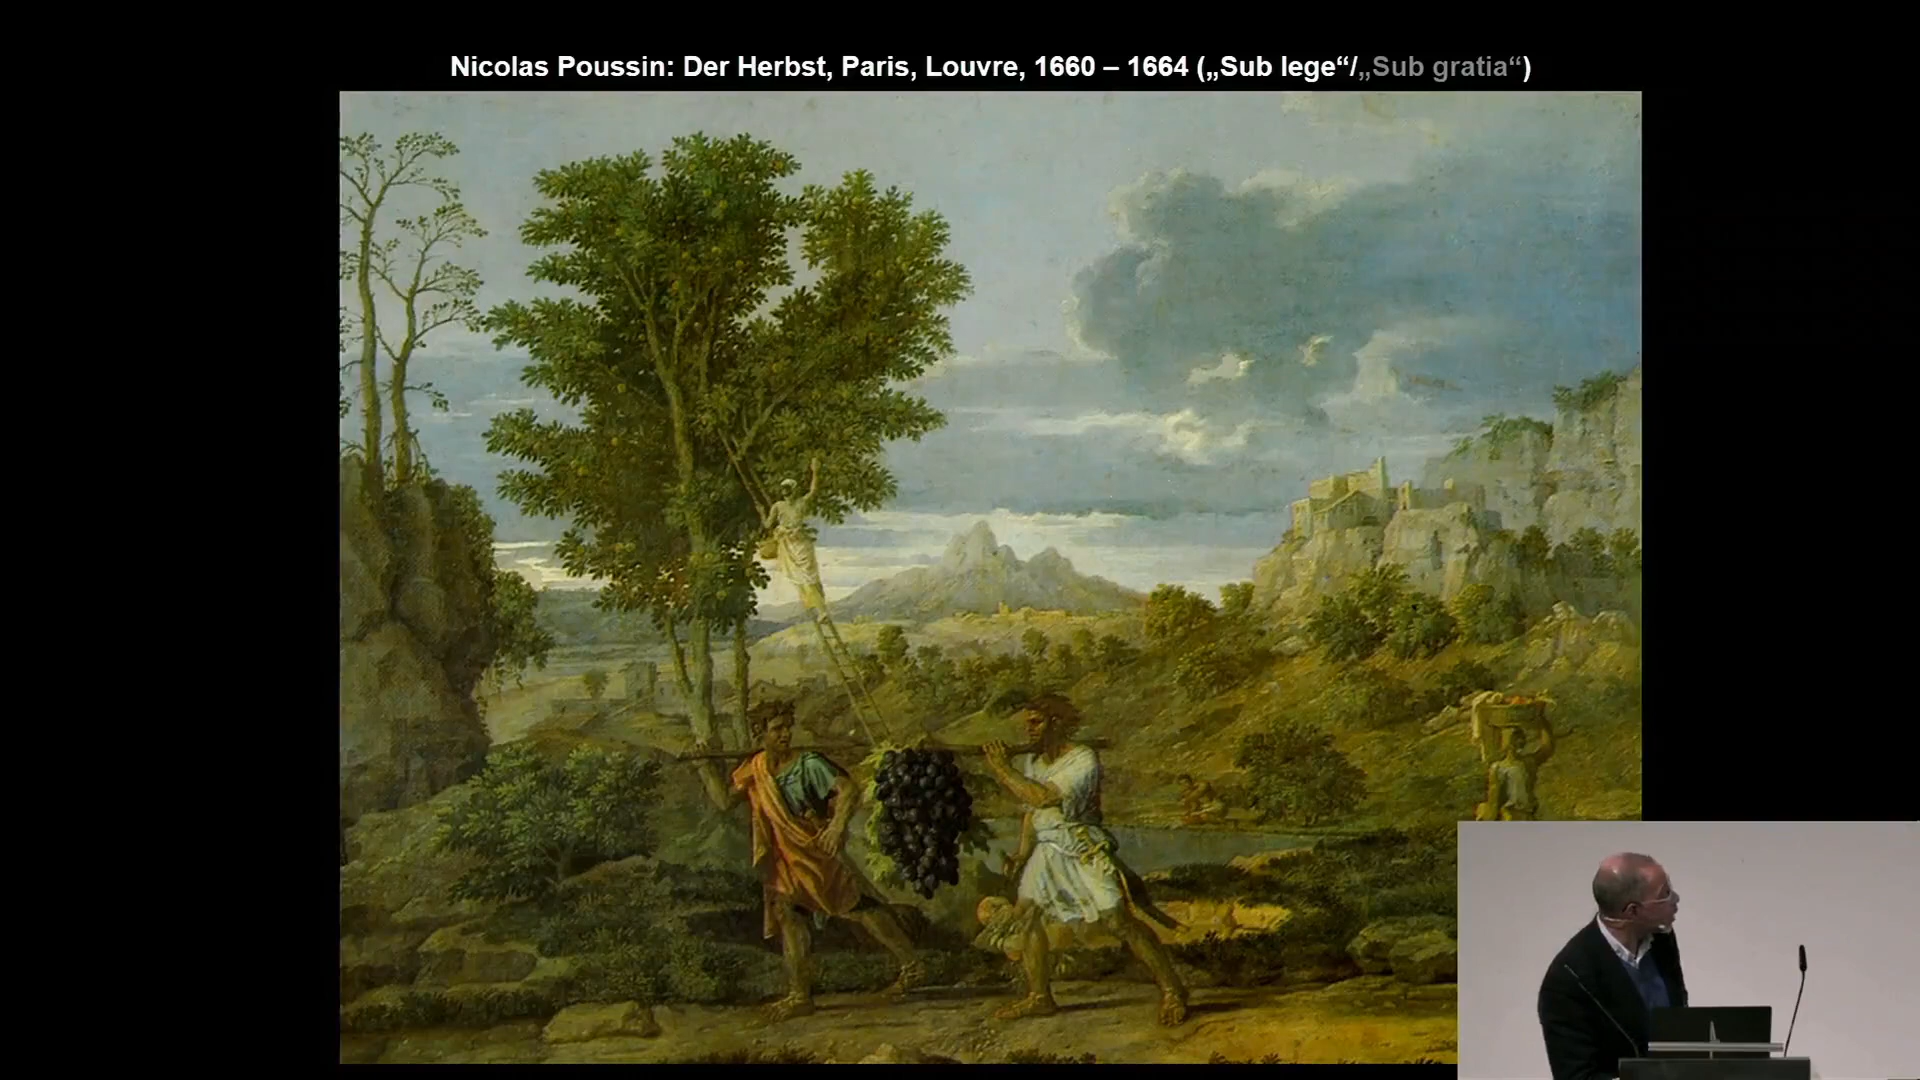 Nicolas Poussin: Der Herbst, Paris, Louvre, 1660 – 1664 („Sub lege“/„Sub gratia“)